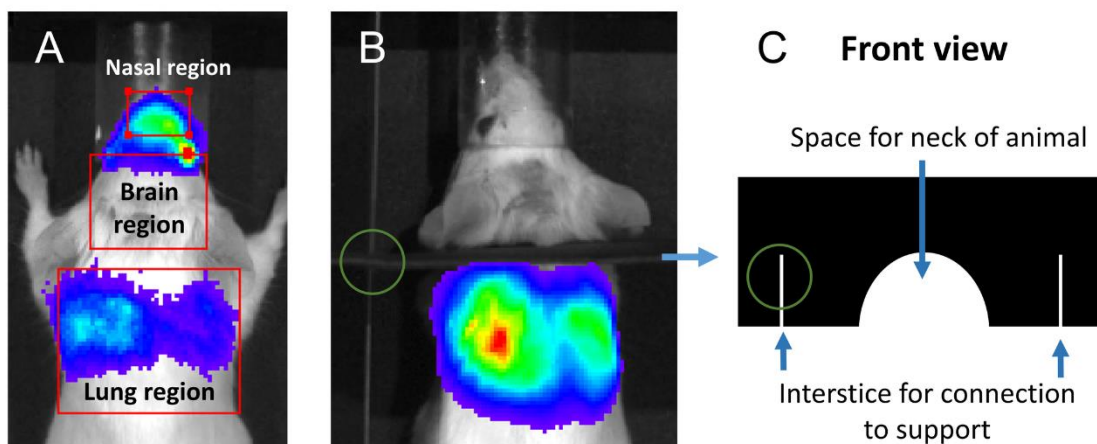 A
Nasal region
Brain
region
Lung region
B
C
Front view
Space for neck of animal
Interstice for connection
to support